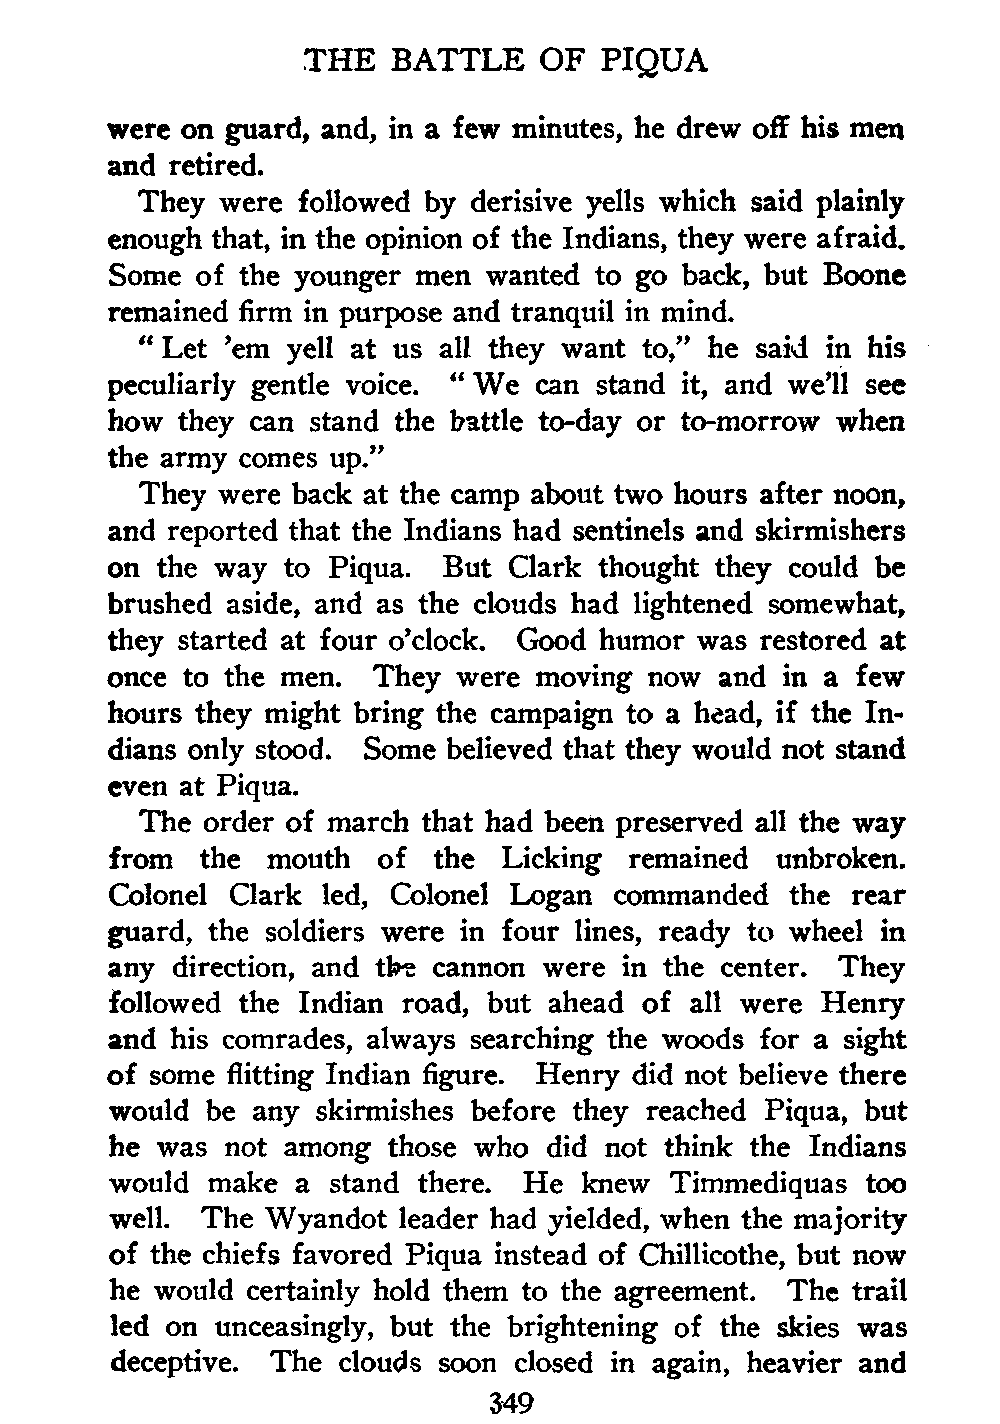 THE BATTLE OF PIQUA
were on guard, and, in a few minutes, he drew off his men
and retired.
They were followed by derisive yells which said plainly
enough that, in the opinion of the Indians, they were afraid.
Some of the younger men wanted to go back, but Boone
remained firm in purpose and tranquil in mind.
“ Let ’em yell at us all they want to,” he said in his
peculiarly gentle voice. “ We can stand it, and we’ll see
how they can stand the battle to-day or to-morrow when
the army comes up.”
They were back at the camp about two hours after noon,
and reported that the Indians had sentinels and skirmishers
on the way to Piqua. But Clark thought they could be
brushed aside, and as the clouds had lightened somewhat,
they started at four o’clock. Good humor was restored at
once to the men. They were moving now and in a few
hours they might bring the campaign to a head, if the In-
dians only stood. Some believed that they would not stand
even at Piqua.
The order of march that had been preserved all the way
from the mouth of the Licking remained unbroken.
Colonel Clark led, Colonel Logan commanded the rear
guard, the soldiers were in four lines, ready to wheel in
any direction, and the cannon were in the center. They
followed the Indian road, but ahead of all were Henry
and his comrades, always searching the woods for a sight
of some flitting Indian figure. Henry did not believe there
would be any skirmishes before they reached Piqua, but
he was not among those who did not think the Indians
would make a stand there. He knew Timmediquas too
well. The Wyandot leader had yielded, when the majority
of the chiefs favored Piqua instead of Chillicothe, but now
he would certainly hold them to the agreement. The trail
led on unceasingly, but the brightening of the skies was
deceptive. The clouds soon closed in again, heavier and
349